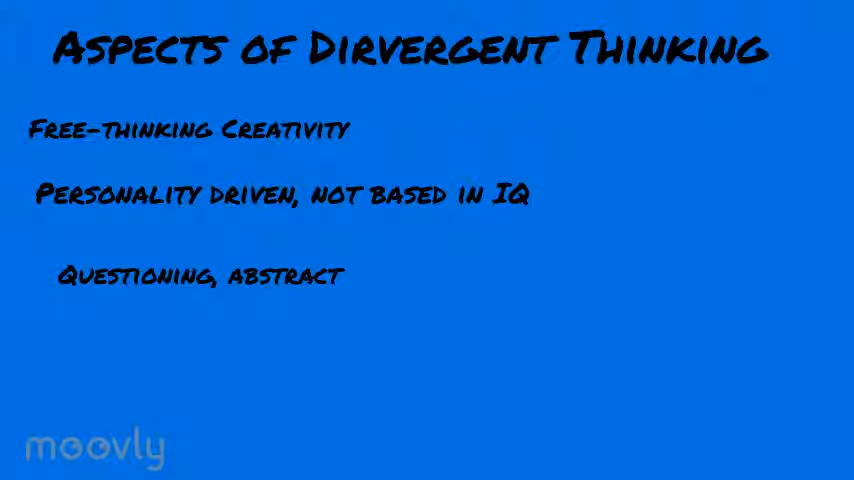 Aspects of Dirvergent Thinking
Free-thinking Creativity
Personality driven, not based in IQ
Questioning, abstract
moovly